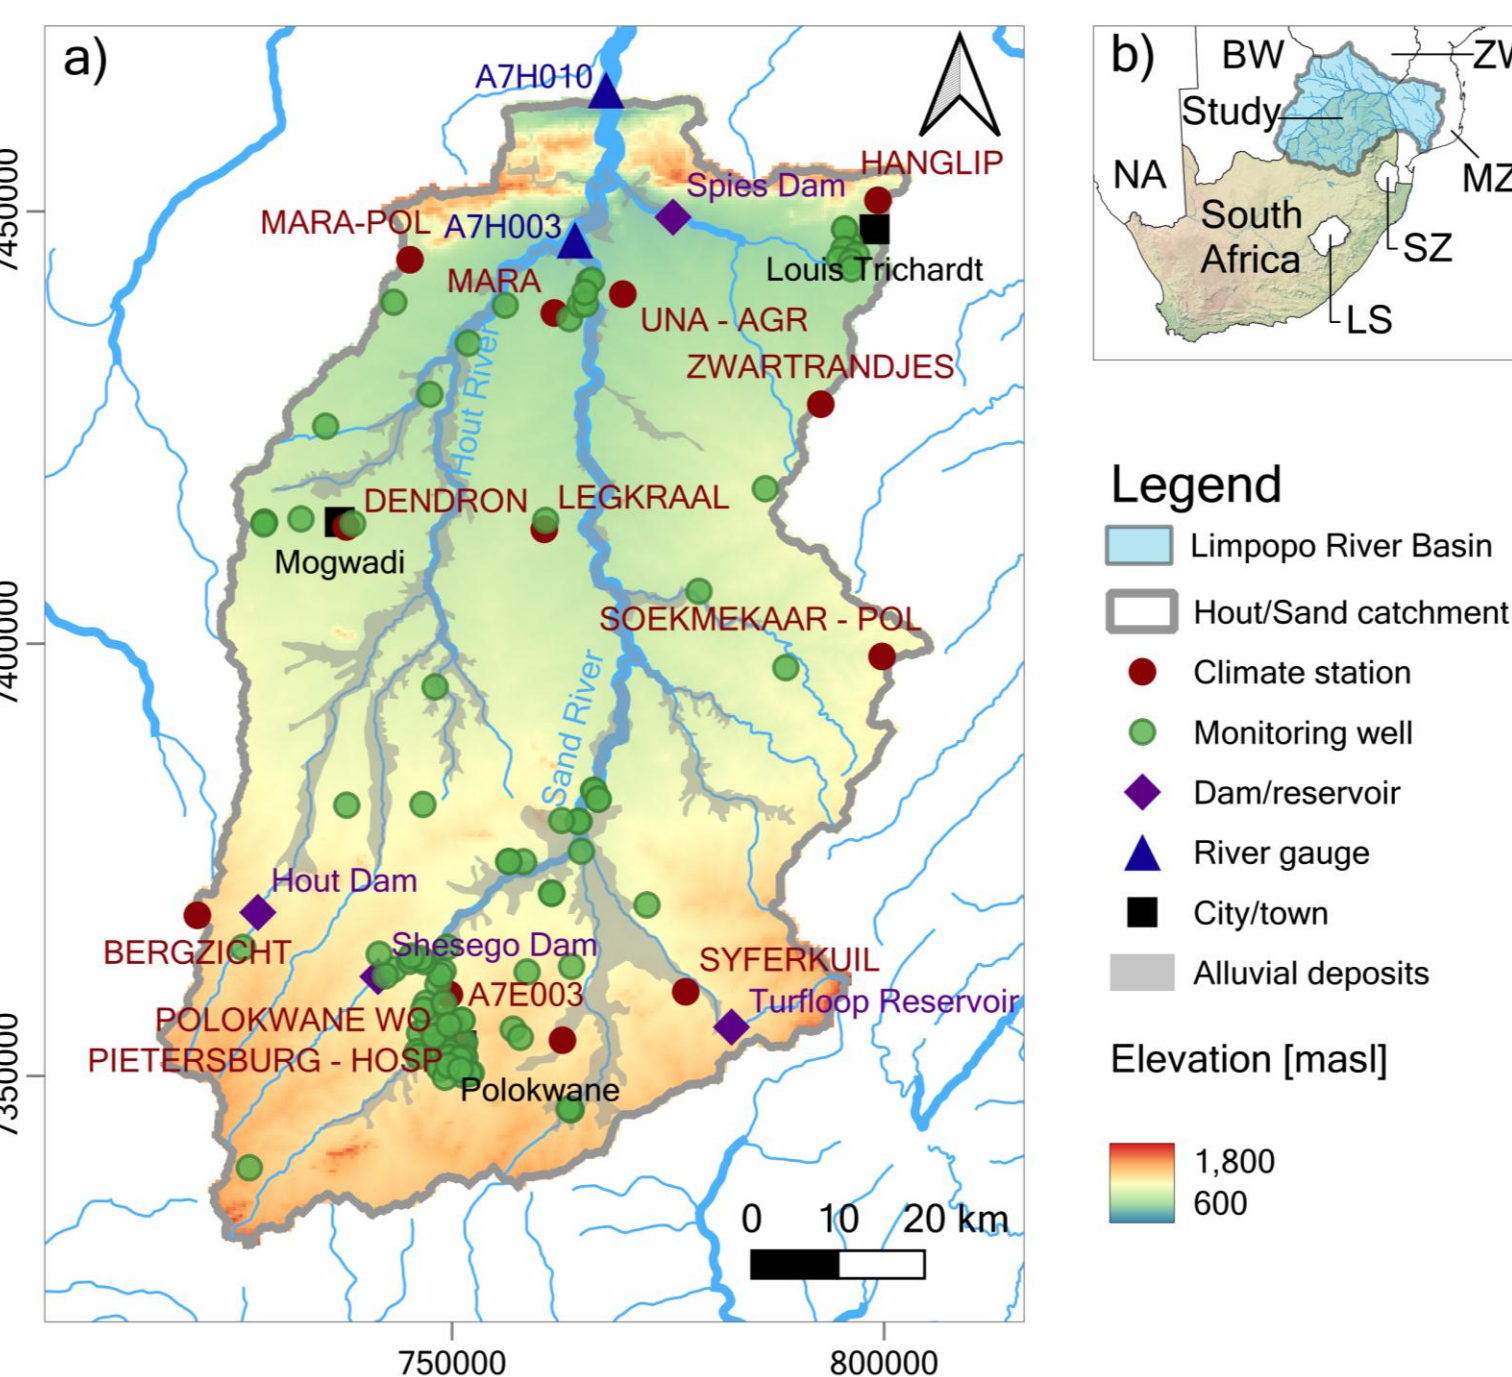 a)
A7H010
HANGLIP
Spies Dam
MARA-POL
A7H003
Louis Trichardt
MARA
UNA - AGR
ZWARTRANDJES
Hout River
DENDRON
LEGKRAAL
Mogwadi
SOEKMEKAAR - POL
Sand River
Hout Dam
BERGZICHT
Shesego Dam
SYFERKUIL
A7E003
Turfloop Reservoir
POLOKWANE WO
PIETERSBURG - HOSP
Polokwane
0 10 20 km
750000 800000
b)
BW
Study
NA
South
Africa
SZ
LS
Legend
Limpopo River Basin
Hout/Sand catchment
Climate station
Monitoring well
Dam/reservoir
River gauge
City/town
Alluvial deposits
Elevation [masl]
1,800
600